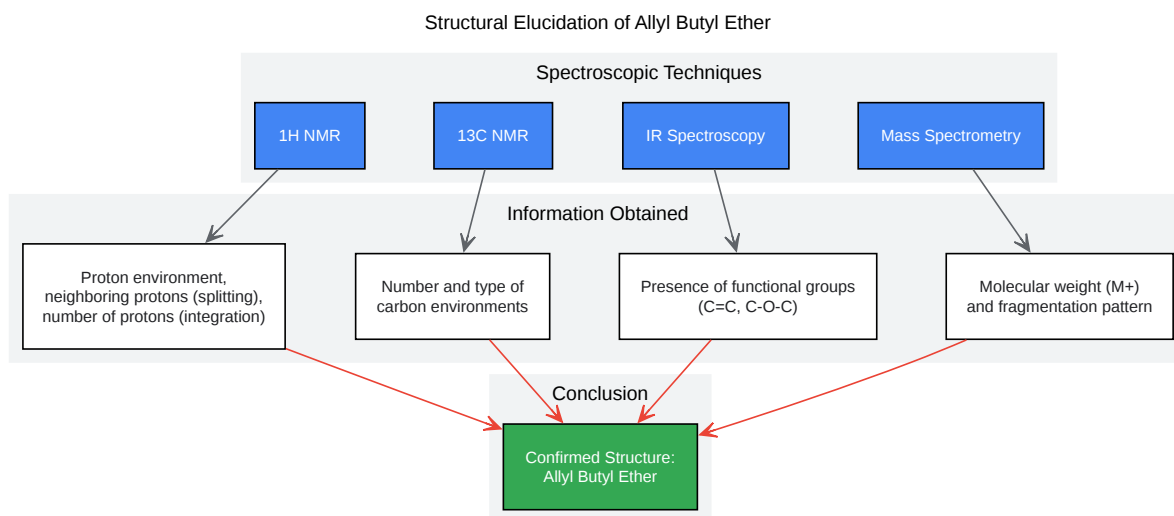 Structural Elucidation of Allyl Butyl Ether
Spectroscopic Techniques
1H NMR
13C NMR
IR Spectroscopy
Mass Spectrometry
Information Obtained
Proton environment,
neighboring protons (splitting),
number of protons (integration)
Number and type of
carbon environments
Presence of functional groups
(C=C, C-O-C)
Molecular weight (M+)
and fragmentation pattern
Conclusion
Confirmed Structure:
Allyl Butyl Ether